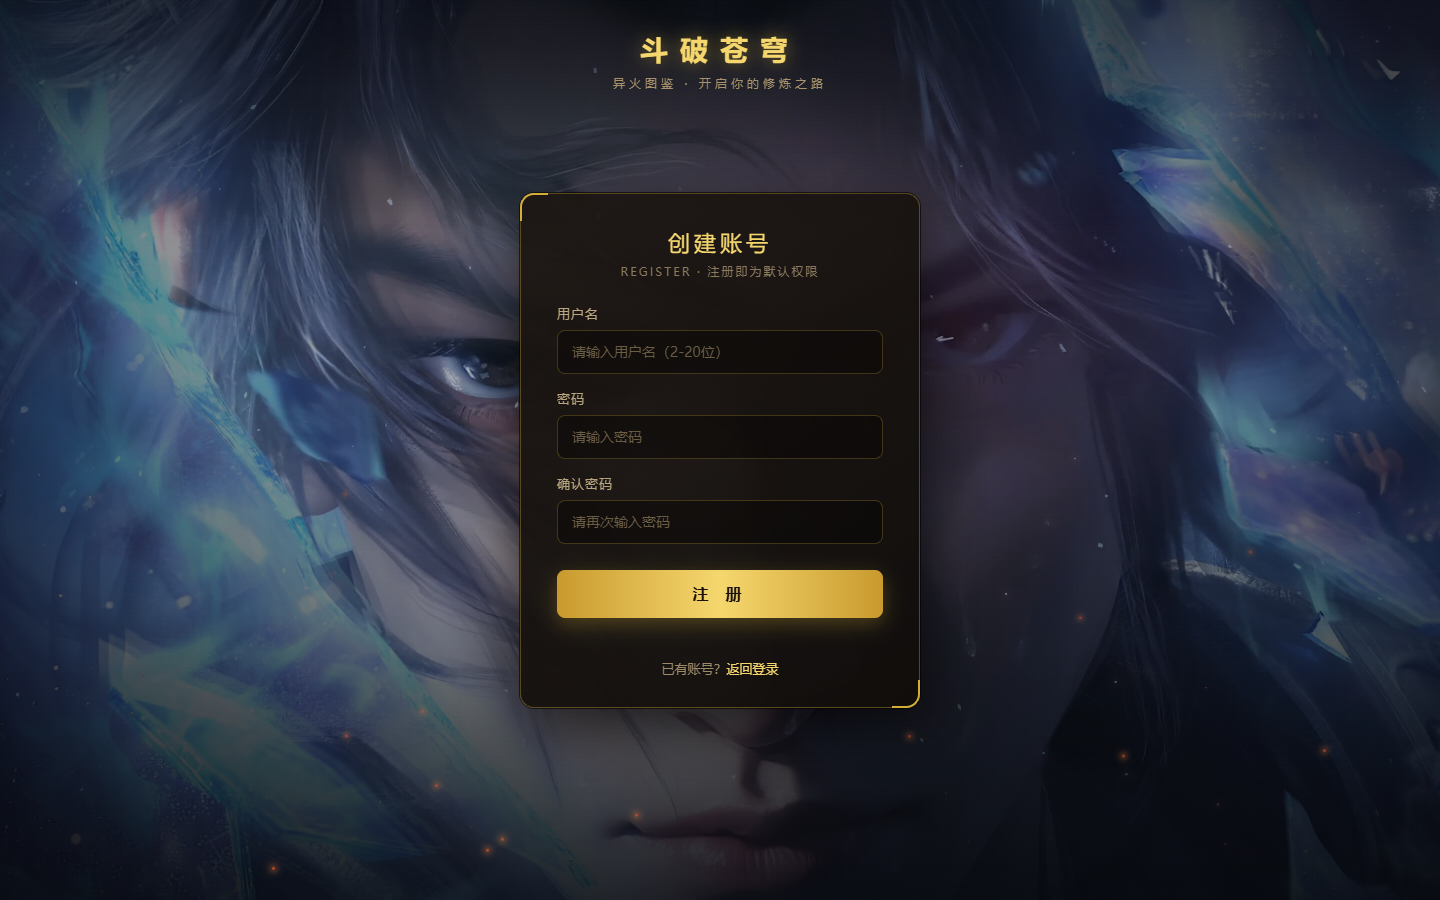 斗破苍穹
异火图鉴 · 开启你的修炼之路
创建账号
REGISTER · 注册即为默认权限
用户名
请输入用户名（2-20位）
密码
请输入密码
确认密码
请再次输入密码
注 册
已有账号？返回登录